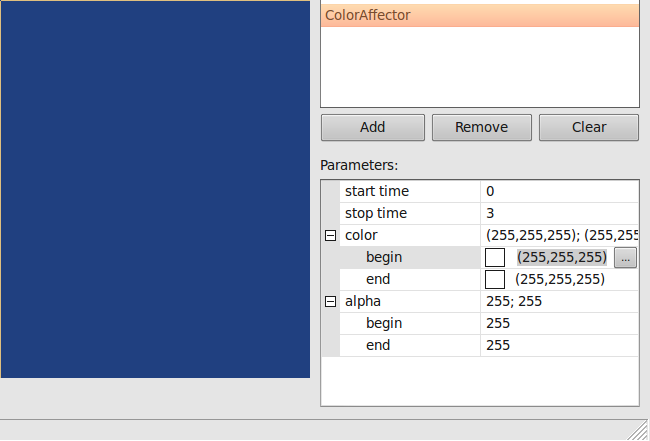 ColorAffector
Add Remove Clear
Parameters:
start time 0
stop time 3
color (255,255,255); (255,255
begin (255,255,255) ...
end (255,255,255)
alpha 255; 255
begin 255
end 255